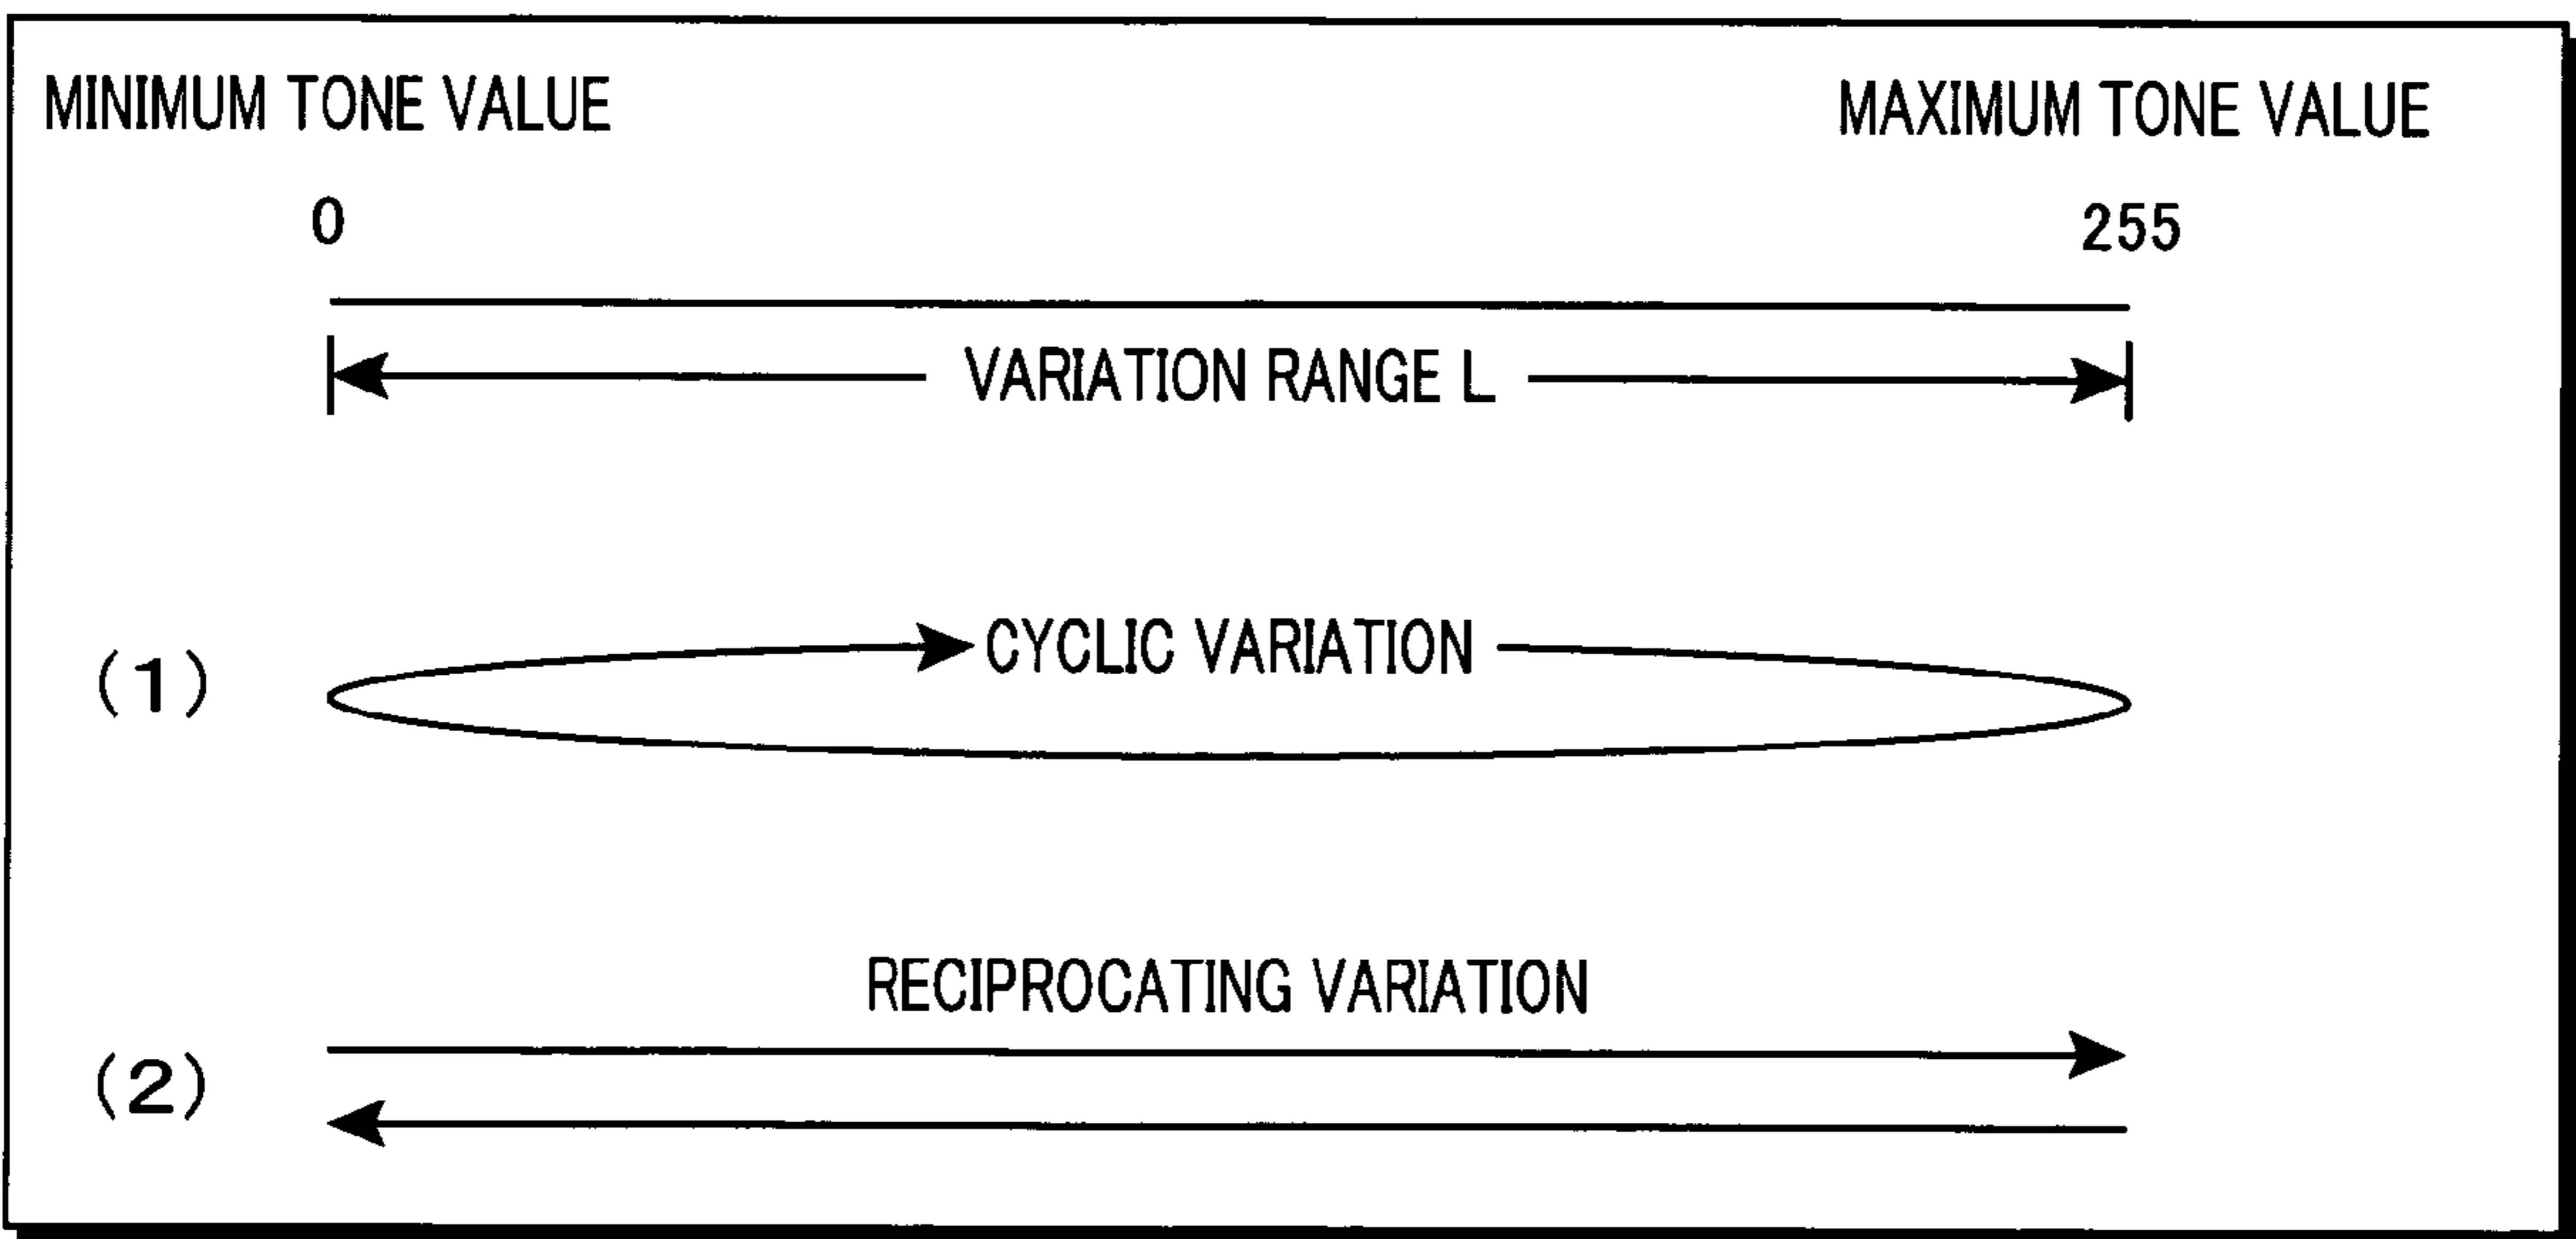 MINIMUM TONE VALUE
MAXIMUM TONE VALUE
0
255
VARIATION RANGE L
(1)
CYCLIC VARIATION
RECIPROCATING VARIATION
(2)